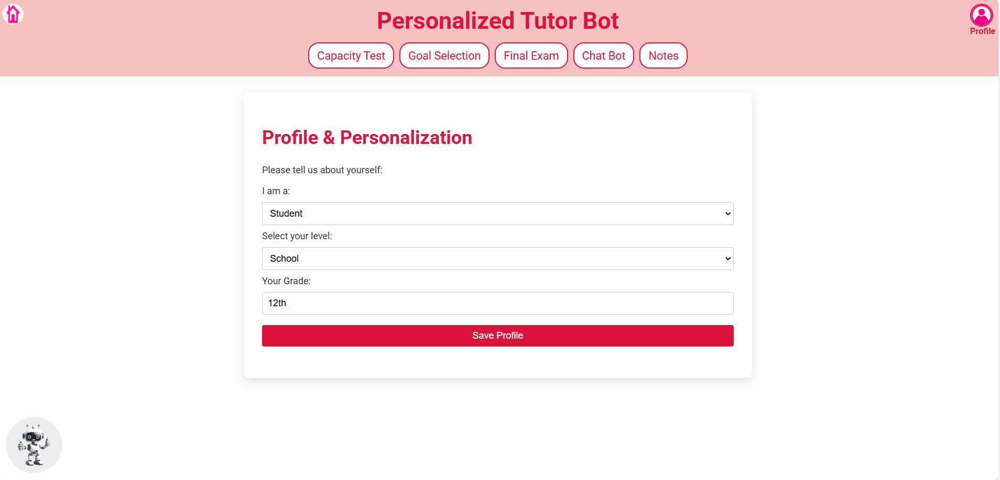 Personalized Tutor Bot
Profile
Capacity Test Goal Selection Final Exam Chat Bot Notes
Profile & Personalization
Please tell us about yourself:
I am a:
Student
Select your level:
School
Your Grade:
12th
Save Profile